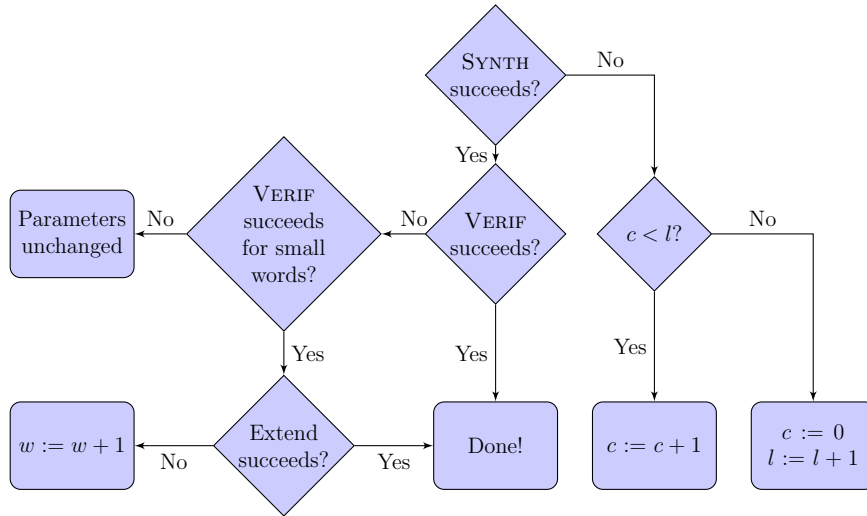 SYNTH
succeeds?
No
Yes
VERIF
succeeds
for small
words?
Parameters
unchanged
No
No
VERIF
succeeds?
c < l?
No
Yes
Yes
Yes
w := w + 1
No
Extend
succeeds?
Yes
Done!
c := c + 1
c := 0
l := l + 1